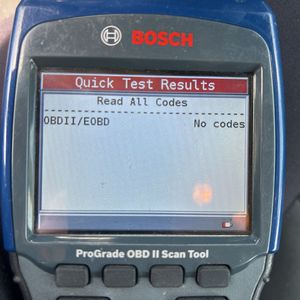 BOSCH
Quick Test Results
Read All Codes
OBDII/EOBD No codes
ProGrade OBD II Scan Tool